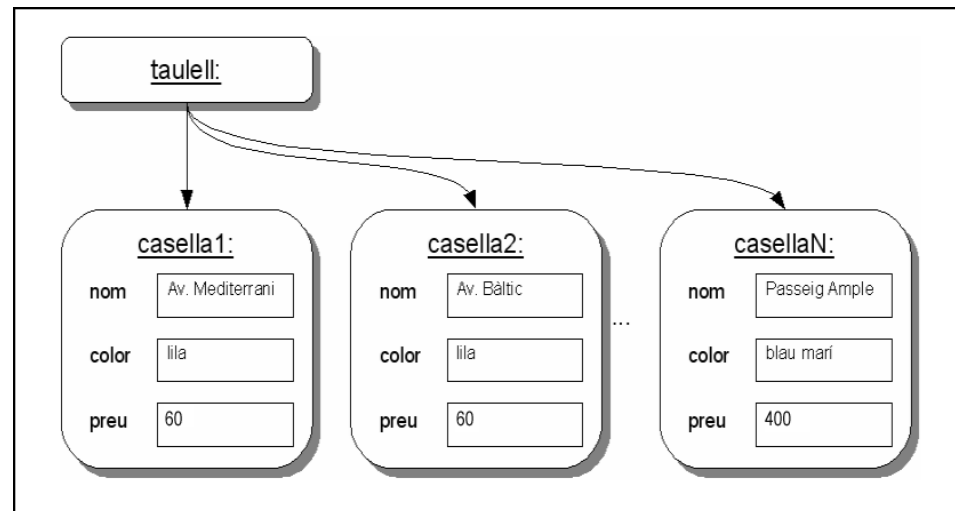 taulell:
casella1:
nom Av. Mediterrani
color lila
preu 60
casella2:
nom Av. Bàltic
color lila
preu 60
...
casellaN:
nom Passeig Ample
color blau marí
preu 400